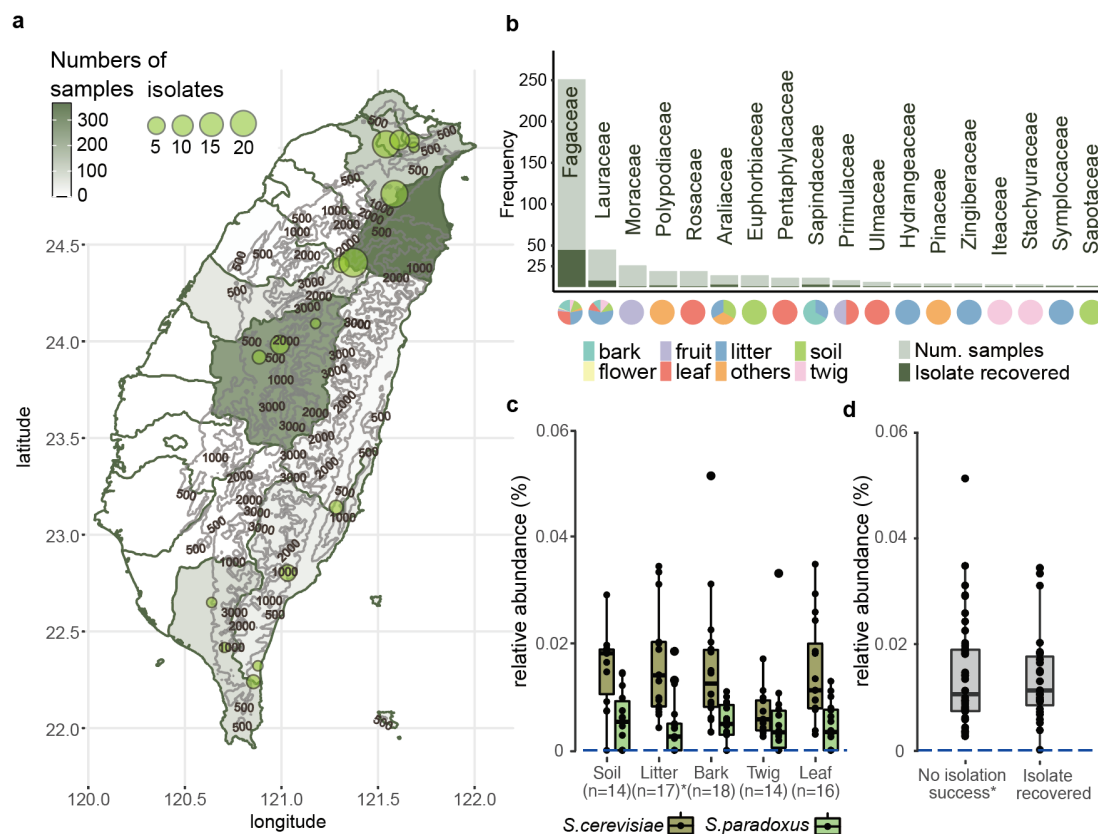 a
Numbers of
samples
isolates
300
200
100
0
5 10 15 20
24.5
24.0
23.5
23.0
22.5
22.0
latitude
120.0 120.5 121.0 121.5 122.0
longitude
500
1000
2000
3000
b
Frequency
250
200
150
100
50
25
Fagaceae
Lauraceae
Moraceae
Polypodiaceae
Rosaceae
Araliaceae
Euphorbiaceae
Pentaphylacaceae
Sapindaceae
Primulaceae
Ulmaceae
Hydrangeaceae
Pinaceae
Zingiberaceae
Iteaceae
Stachyuraceae
Symplocaceae
Sapotaceae
bark fruit litter soil
flower leaf others twig
Num. samples
Isolate recovered
c
relative abundance (%)
0.06
0.04
0.02
0
Soil Litter Bark Twig Leaf
(n=14) (n=17)* (n=18) (n=14) (n=16)
S.cerevisiae S.paradoxus
d
relative abundance (%)
0.06
0.04
0.02
0
No isolation
success*
Isolate
recovered